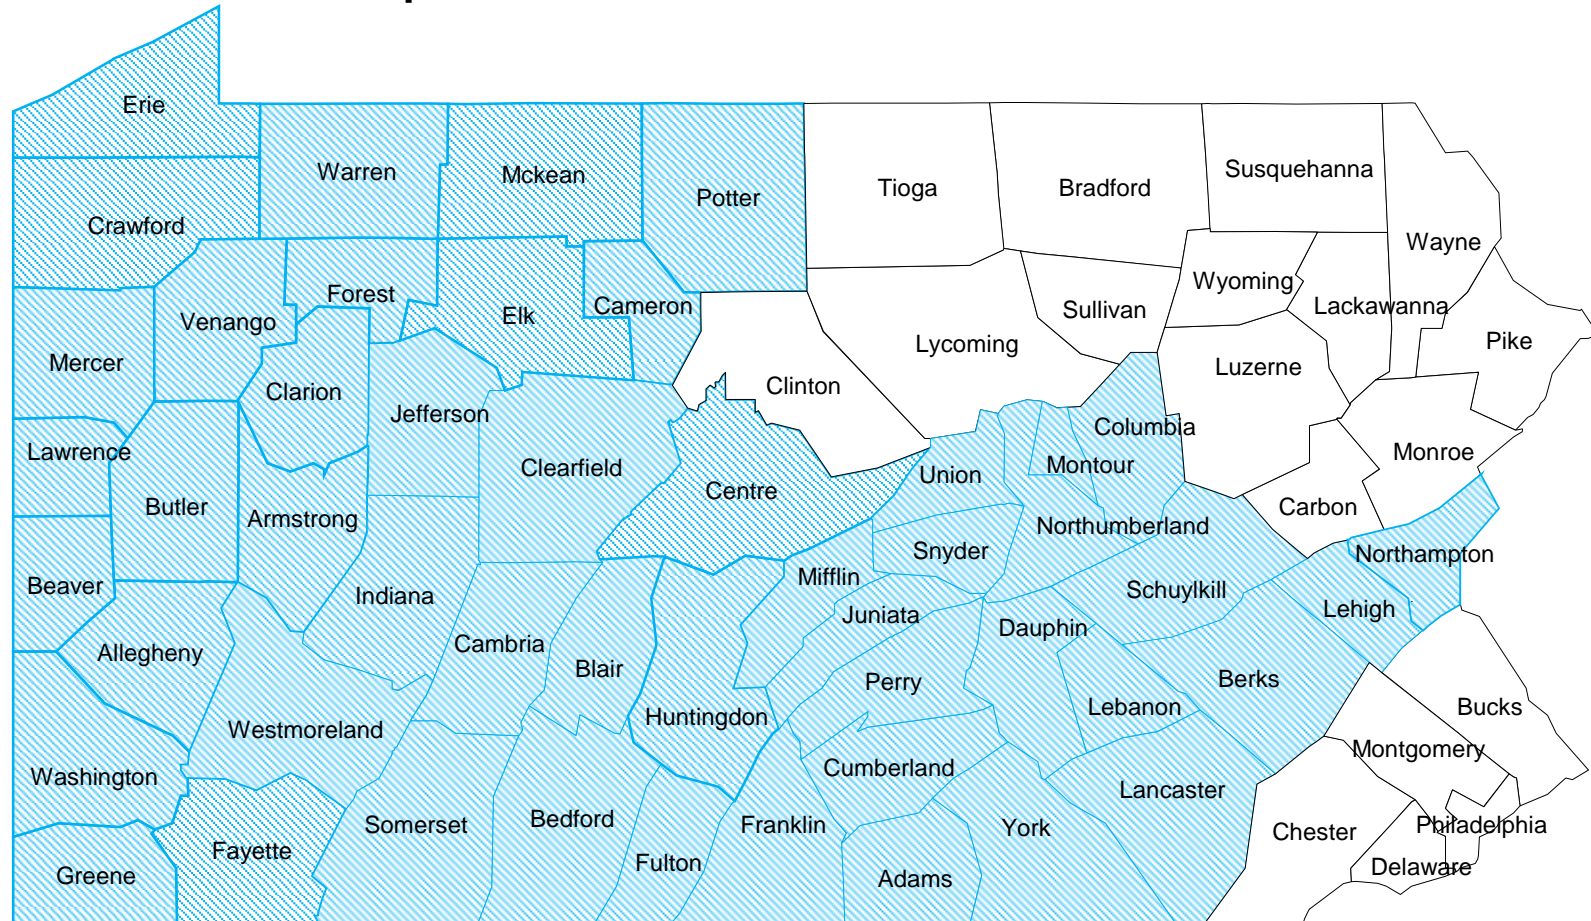 Erie
Warren
Mckean
Potter
Tioga
Bradford
Susquehanna
Crawford
Wayne
Venango
Forest
Elk
Cameron
Sullivan
Wyoming
Lackawanna
Mercer
Clarion
Jefferson
Clinton
Lycoming
Luzerne
Pike
Lawrence
Butler
Armstrong
Clearfield
Centre
Union
Montour
Columbia
Monroe
Carbon
Beaver
Indiana
Snyder
Northumberland
Northampton
Mifflin
Juniata
Schuylkill
Lehigh
Allegheny
Cambria
Blair
Dauphin
Perry
Berks
Westmoreland
Huntingdon
Lebanon
Bucks
Washington
Cumberland
Montgomery
Lancaster
Somerset
Bedford
Franklin
York
Chester
Philadelphia
Greene
Fayette
Fulton
Adams
Delaware